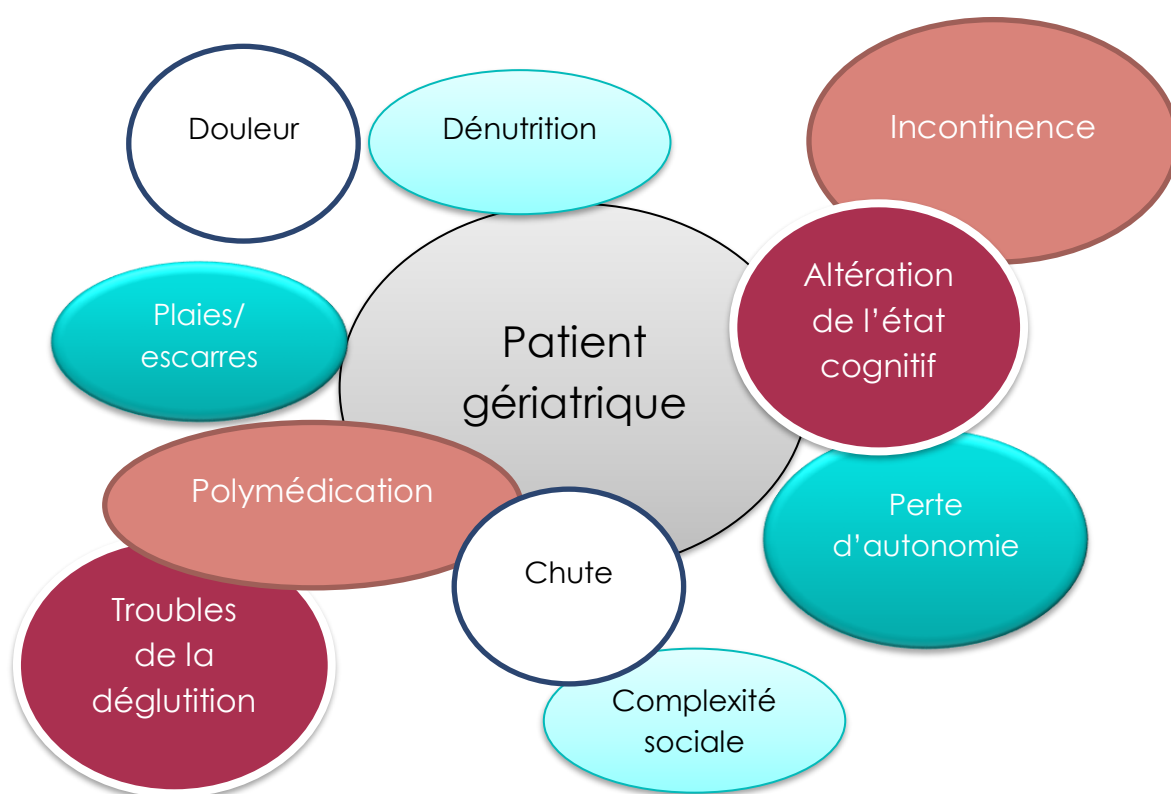 Douleur
Dénutrition
Incontinence
Altération
de l'état
cognitif
Plaies/
escarres
Patient
gériatrique
Polymédication
Perte
d'autonomie
Chute
Troubles
de la
déglutition
Complexité
sociale